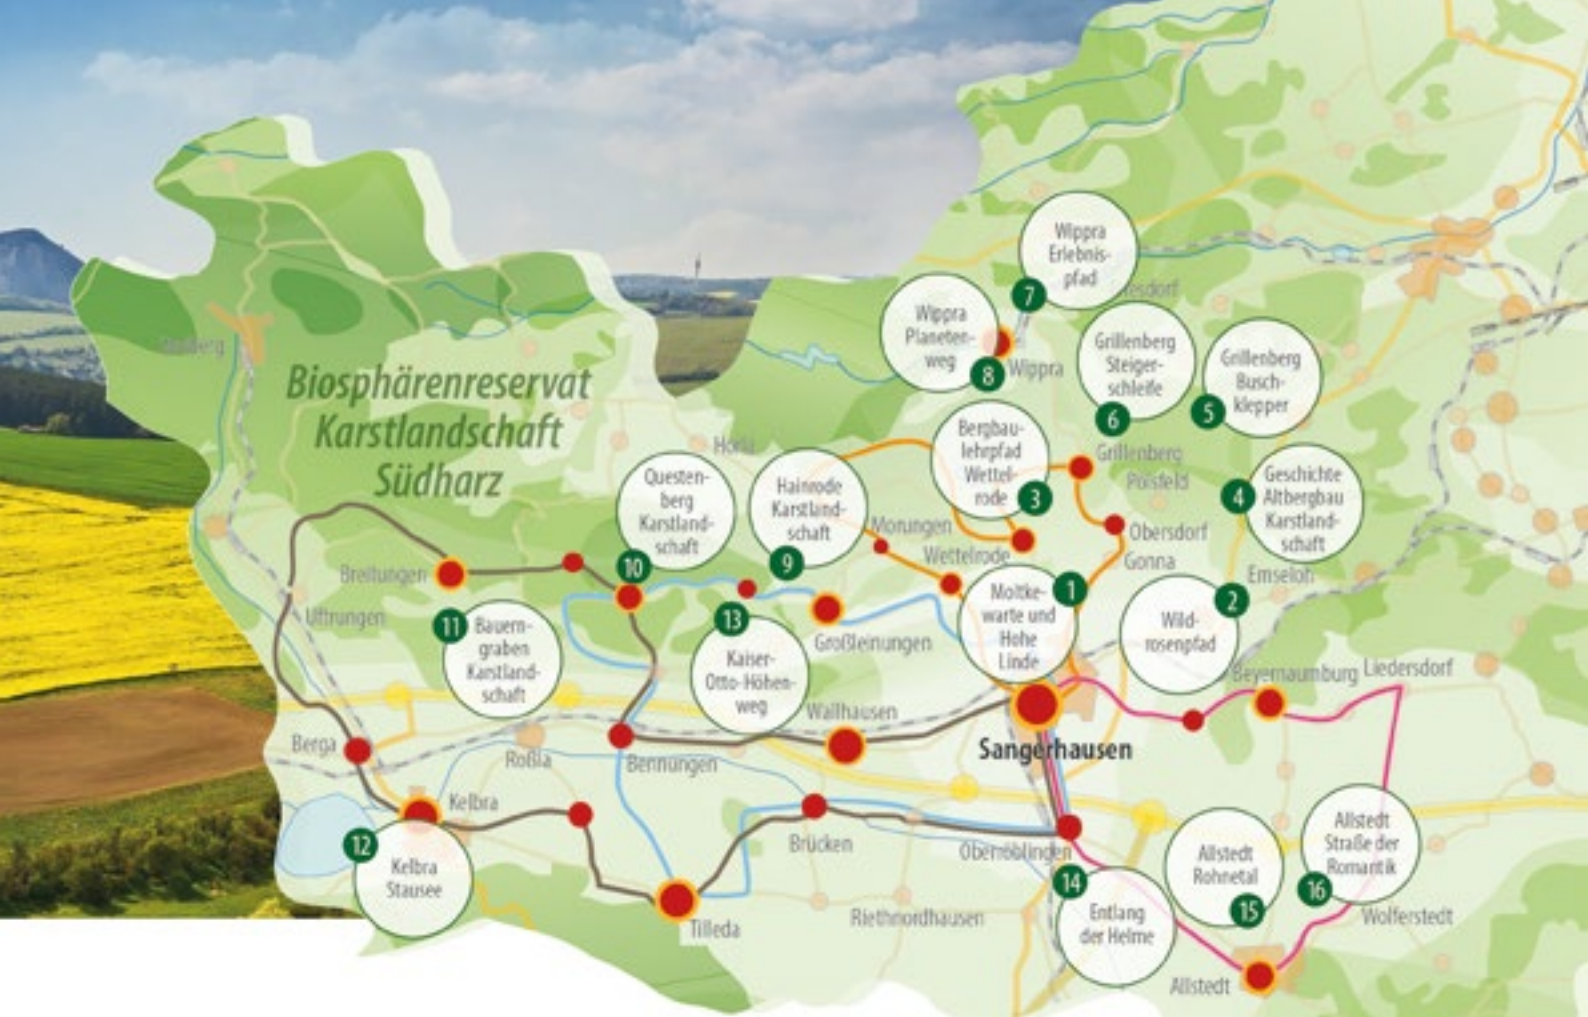 Wippra
Erlebnis-
pfad
7
Wippra
Planeten-
weg
8
Wippra
Grillenberg
Steiger-
schleife
6
Grillenberg
Busch-
klepper
5
Biosphärenreservat
Karstlandschaft
Südharz
Bergbau-
lehrpfad
Wettel-
rode
3
Grillenberg
Geschichte
Altbergbau
Karstland-
schaft
4
Questen-
berg
Karstland-
schaft
10
Hainrode
Karstland-
schaft
9
Morungen
Wettelrode
Obersdorf
Gonna
Emseloh
Breitungen
Uftrungen
11
Bauern-
graben
Karstland-
schaft
13
Kaiser-
Otto-Höhen-
weg
Großleinungen
Moltke-
warte und
Hohe
Linde
1
Wild-
rosenpfad
2
Beyernaumburg
Liedersdorf
Wallhausen
Sangerhausen
Berga
Roßla
Bennungen
Kelbra
12
Kelbra
Stausee
Brücken
Oberröblingen
Tilleda
Riethnordhausen
14
Entlang
der Helme
Allstedt
Rohnetal
15
Allstedt
Straße der
Romantik
16
Wolferstedt
Allstedt